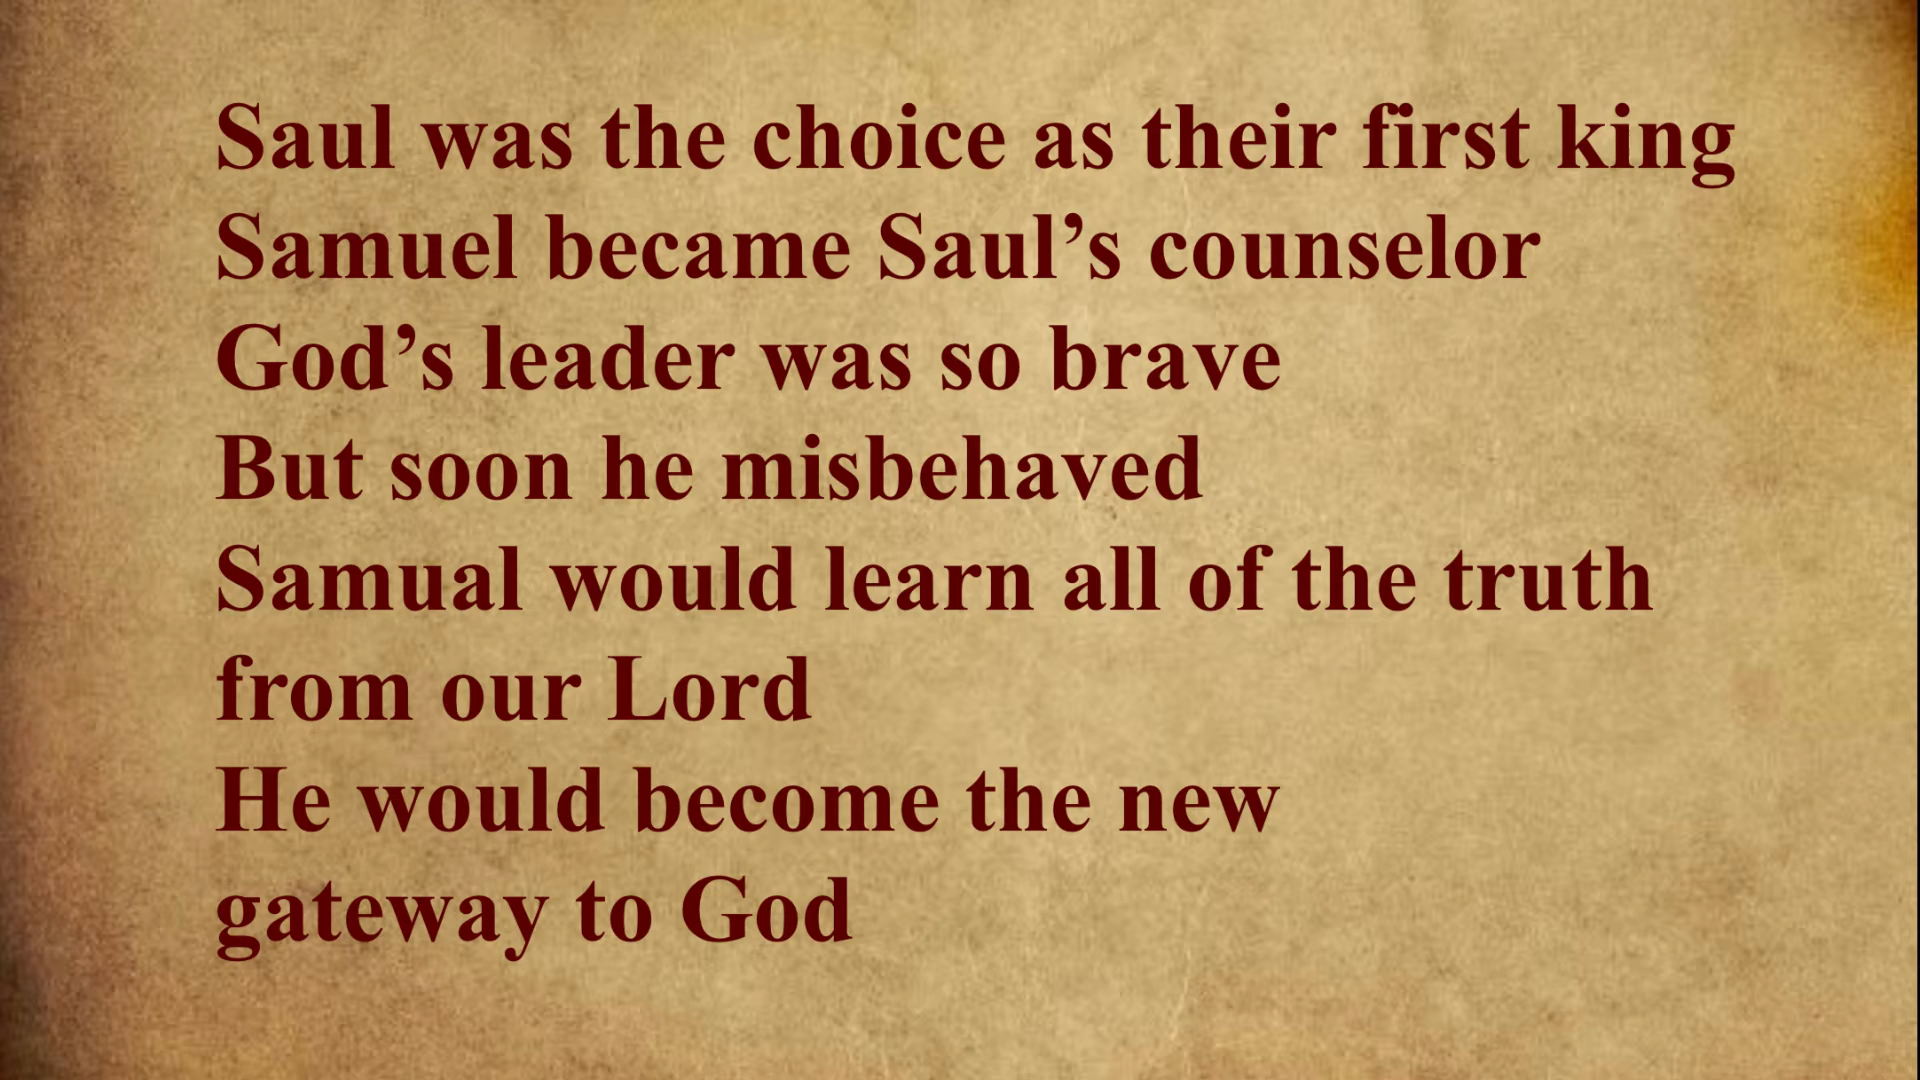 Saul was the choice as their first king
Samuel became Saul’s counselor
God’s leader was so brave
But soon he misbehaved
Samual would learn all of the truth
from our Lord
He would become the new
gateway to God